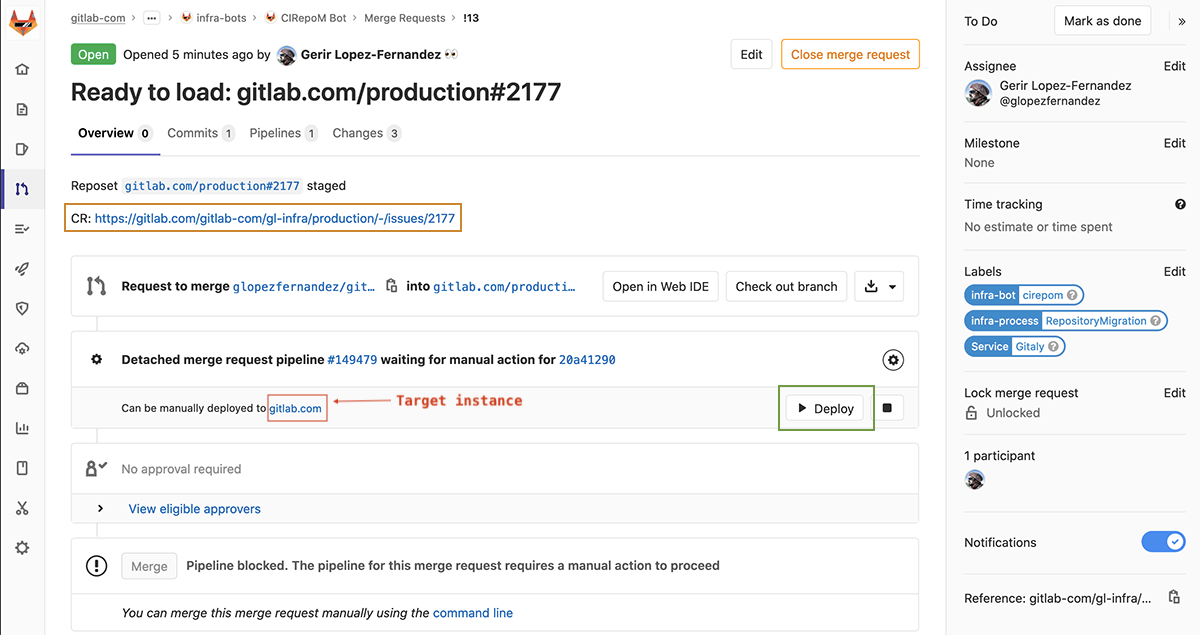 gitlab-com > ... > infra-bots > CIRepoM Bot > Merge Requests > !13
Open Opened 5 minutes ago by Gerir Lopez-Fernandez 👀
Edit
Close merge request
Ready to load: gitlab.com/production#2177
Overview 0 Commits 1 Pipelines 1 Changes 3
Reposet gitlab.com/production#2177 staged
CR: https://gitlab.com/gitlab-com/gl-infra/production/-/issues/2177
Request to merge glopezfernandez/git… into gitlab.com/producti…
Open in Web IDE
Check out branch
Detached merge request pipeline #149479 waiting for manual action for 20a41290
Can be manually deployed to gitlab.com
Target instance
Deploy
No approval required
View eligible approvers
Merge Pipeline blocked. The pipeline for this merge request requires a manual action to proceed
You can merge this merge request manually using the command line
To Do
Mark as done
»
Assignee Edit
Gerir Lopez-Fernandez
@glopezfernandez
Milestone Edit
None
Time tracking
No estimate or time spent
Labels Edit
infra-bot cirepom
infra-process RepositoryMigration
Service Gitaly
Lock merge request Edit
Unlocked
1 participant
Notifications
Reference: gitlab-com/gl-infra/...